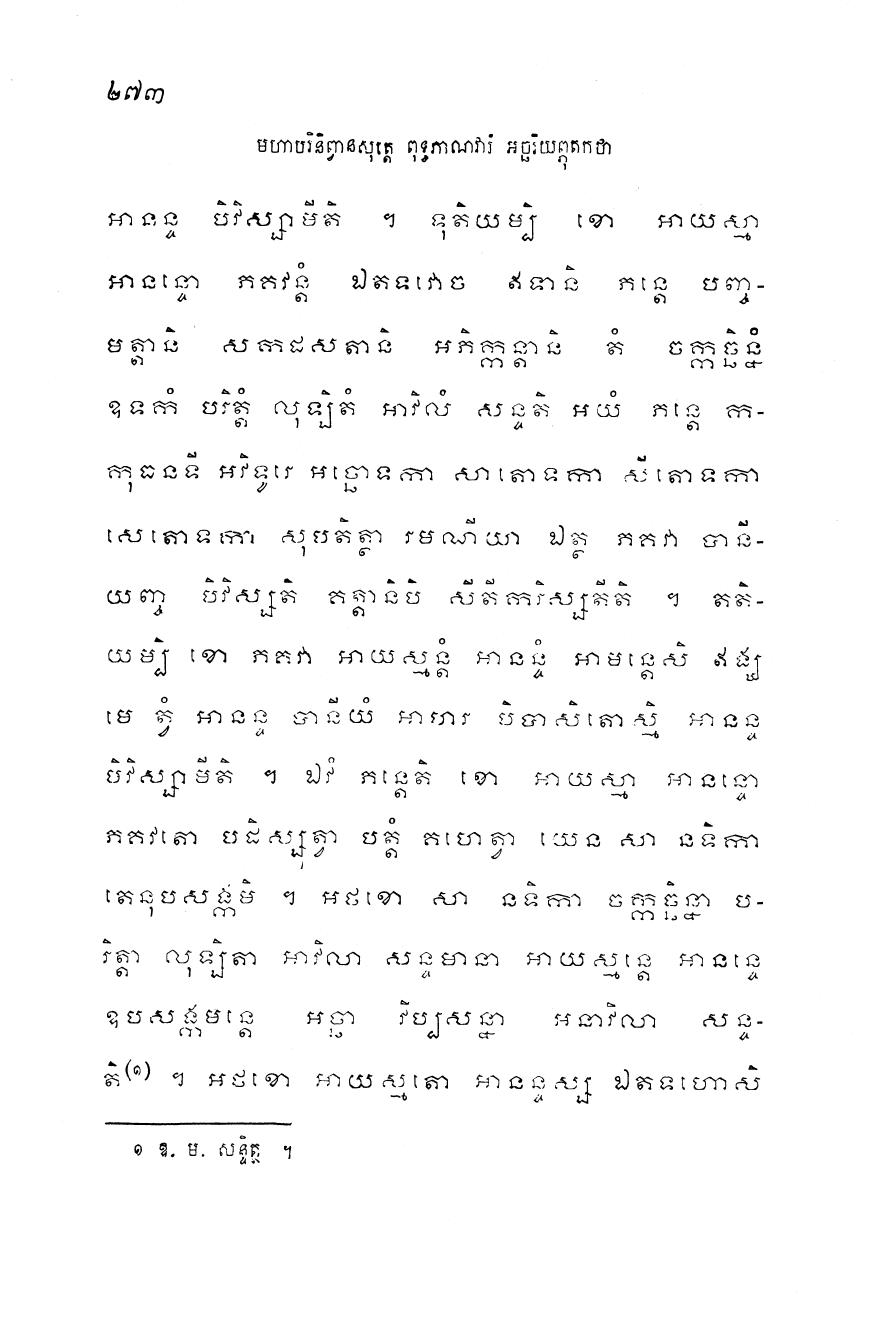 ២៧៣
មហាបរិនិព្វានសុត្តេ ពុទ្ធភាណវារំ អច្ឆរិយព្ភុតកថា
អានន្ទ បិវិស្សាមីតិ ។ ទុតិយម្បិ ខោ អាយស្មា
អានន្ទោ ភគវន្តំ ឯតទវោច ឥទានិ ភន្តេ បញ្ច-
មត្តានិ សកដសតានិ អភិក្កន្តានិ តំ ចក្កច្ឆិន្នំ
ឧទកំ បរិត្តំ លុឡិតំ អាវិលំ សន្ទតិ អយំ ភន្តេ ក-
កុធនទី អវិទូរេ អច្ឆោទកា សាតោទកា សីតោទកា
សេតោទកា សុបតិត្ថា រមណីយា ឯត្ថ ភគវា បានី-
យញ្ច បិវិស្សតិ គត្តានិបិ សីតីករិស្សតីតិ ។ តតិ-
យម្បិ ខោ ភគវា អាយស្មន្តំ អានន្ទំ អាមន្តេសិ ឥង្ឃ
មេ ត្វំ អានន្ទ បានីយំ អាហរ បិបាសិតោស្មិ អានន្ទ
បិវិស្សាមីតិ ។ ឯវំ ភន្តេតិ ខោ អាយស្មា អានន្ទោ
ភគវតោ បដិស្សុត្វា បត្តំ គហេត្វា យេន សា នទិកា
តេនុបសង្កមិ ។ អថខោ សា នទិកា ចក្កច្ឆិន្នា ប-
រិត្តា លុឡិតា អាវិលា សន្ទមានា អាយស្មន្តេ អានន្ទេ
ឧបសង្កមន្តេ អច្ឆា វិប្បសន្នា អនាវិលា សន្ទ-
តិ(១) ។ អថខោ អាយស្មតោ អានន្ទស្ស ឯតទហោសិ
១ ឱ. ម. សន្ទិត្ថ ។